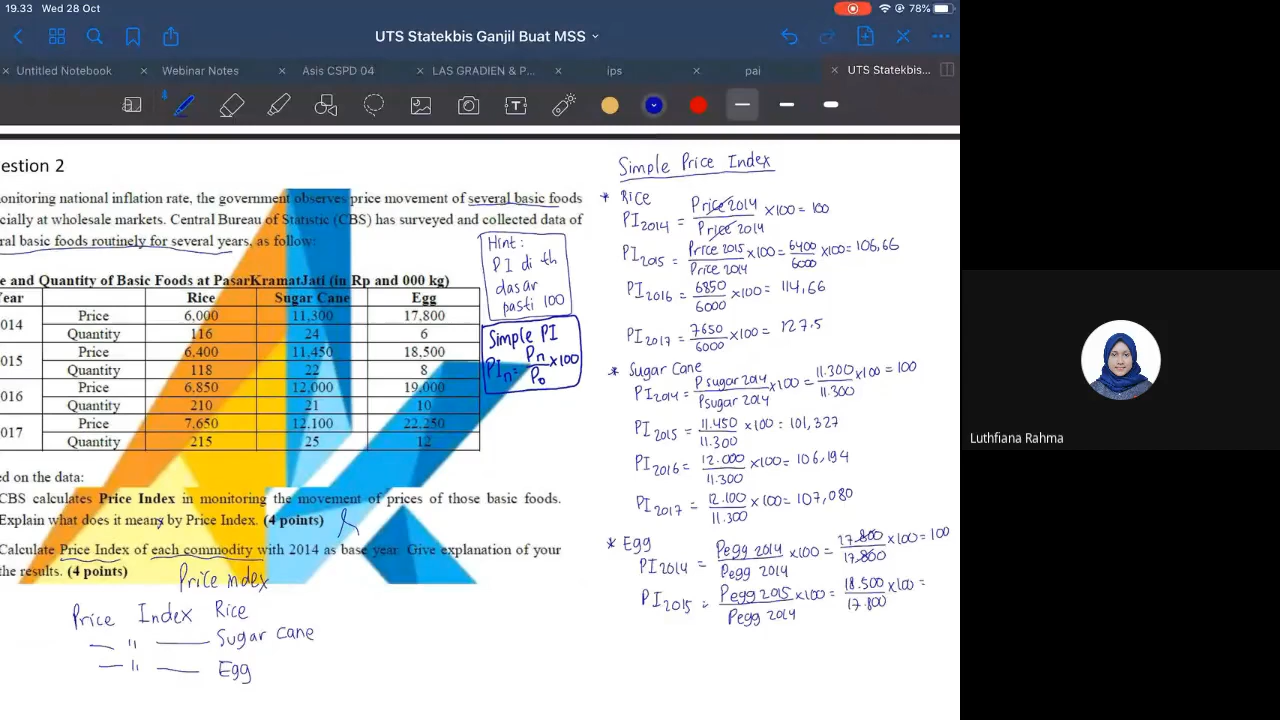 19.33 Wed 28 Oct
78%
UTS Statekbis Ganjil Buat MSS
Untitled Notebook
Webinar Notes
Asis CSPD 04
LAS GRADIEN & P...
ips
pai
UTS Statekbis...
estion 2
onitoring national inflation rate, the government observes price movement of several basic foods
cially at wholesale markets. Central Bureau of Statistic (CBS) has surveyed and collected data of
ral basic foods routinely for several years, as follow:
e and Quantity of Basic Foods at PasarKramatJati (in Rp and 000 kg)
Year Rice Sugar Cane Egg
014 Price 6,000 11,300 17,800
Quantity 116 24 6
015 Price 6,400 11,450 18.500
Quantity 118 22 8
016 Price 6,850 12,000 19,000
Quantity 210 21 10
017 Price 7,650 12,100 22,250
Quantity 215 25 12
ed on the data:
CBS calculates Price Index in monitoring the movement of prices of those basic foods.
Explain what does it means by Price Index. (4 points)
Calculate Price Index of each commodity with 2014 as base year. Give explanation of your
the results. (4 points)
Price index
Price Index Rice
— " — Sugar cane
— " — Egg
Hint:
PI di th
dasar
pasti 100
Simple PI
PIn = Pn/Po x100
Simple Price Index
* Rice
PI2014 = Price 2014/Price 2014 x100 = 100
PI2015 = Price 2015/Price 2014 x100 = 6400/6000 x100 = 106,66
PI2016 = 6850/6000 x100 = 114,66
PI2017 = 7650/6000 x100 = 127.5
* Sugar Cane
PI2014 = P sugar 2014/Psugar 2014 x100 = 11.300/11.300 x100 = 100
PI2015 = 11.450/11.300 x100 = 101,327
PI2016 = 12.000/11.300 x100 = 106,194
PI2017 = 12.100/11.300 x100 = 107,080
* Egg
PI2014 = Pegg 2014/Pegg 2014 x100 = 17.800/17.800 x100 = 100
PI2015 = Pegg 2015/Pegg 2014 x100 = 18.500/17.800 x100 =
Luthfiana Rahma